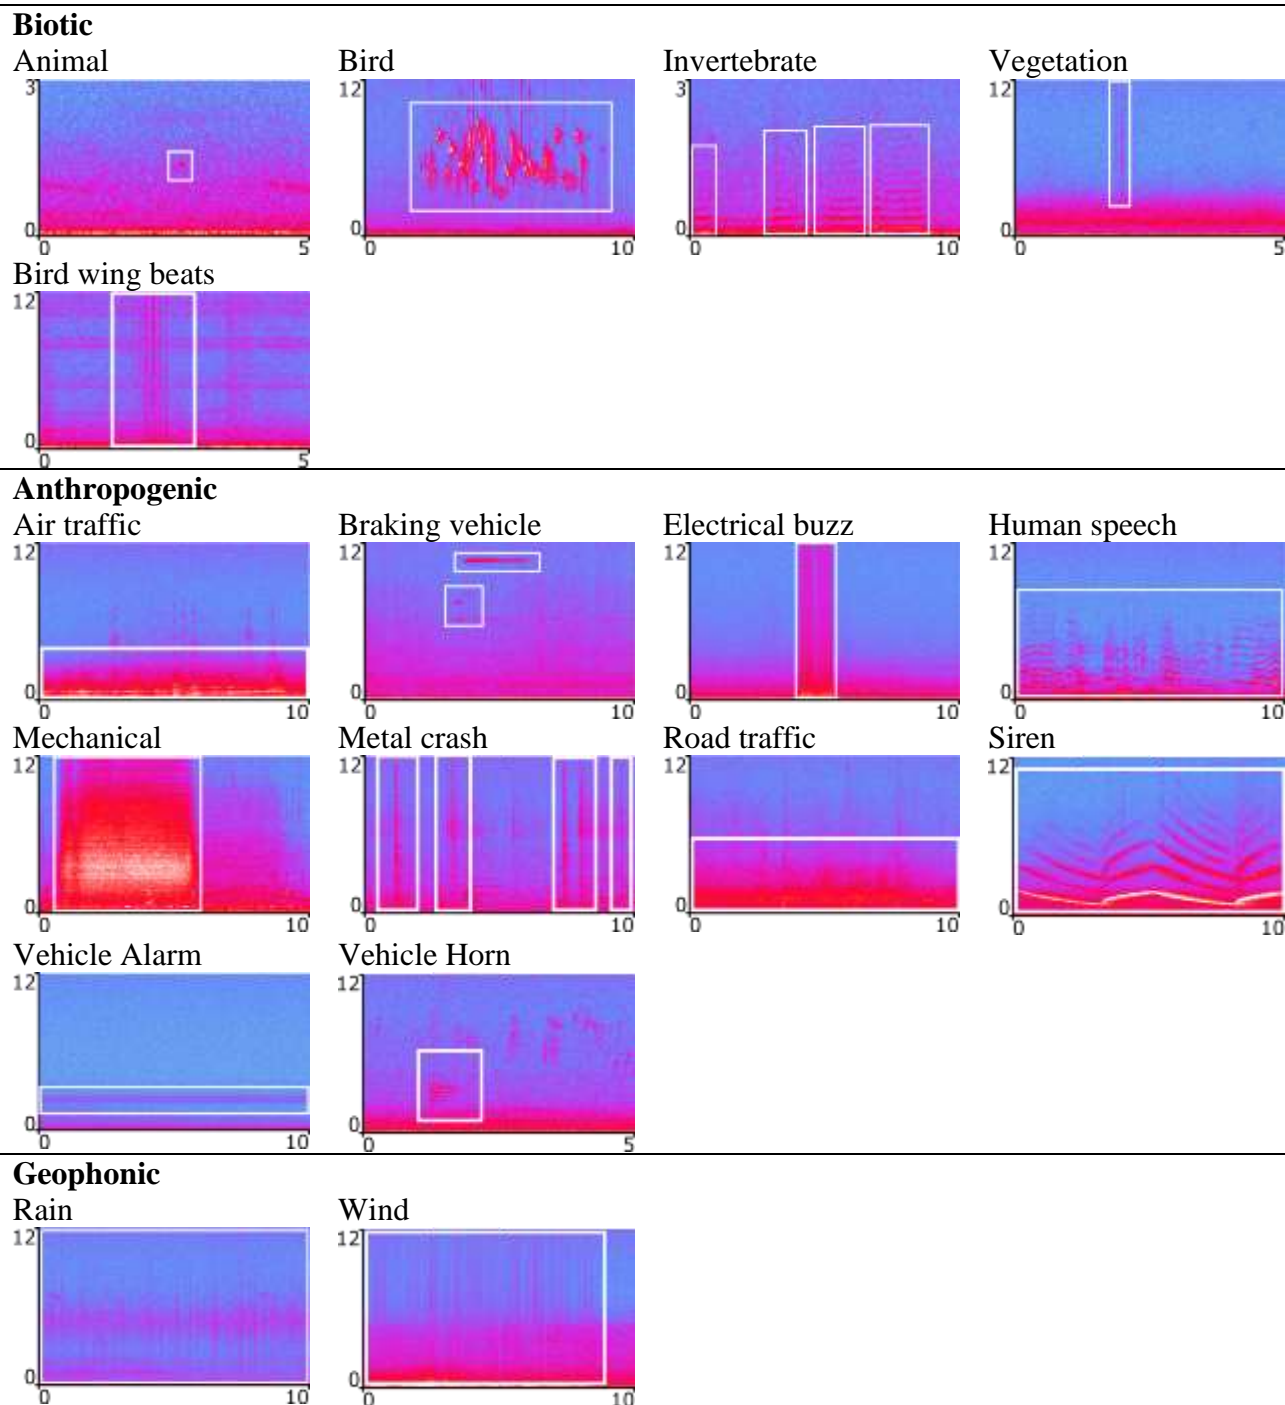 Biotic
Animal Bird Invertebrate Vegetation
3 12 3 12
0 0 0 0
0 5 0 10 0 10 0 5
Bird wing beats
12
0
0 5
Anthropogenic
Air traffic Braking vehicle Electrical buzz Human speech
12 12 12 12
0 0 0 0
0 10 0 10 0 10 0 10
Mechanical Metal crash Road traffic Siren
12 12 12 12
0 0 0 0
0 10 0 10 0 10 0 10
Vehicle Alarm Vehicle Horn
12 12
0 0
0 10 0 5
Geophonic
Rain Wind
12 12
0 0
0 10 0 10